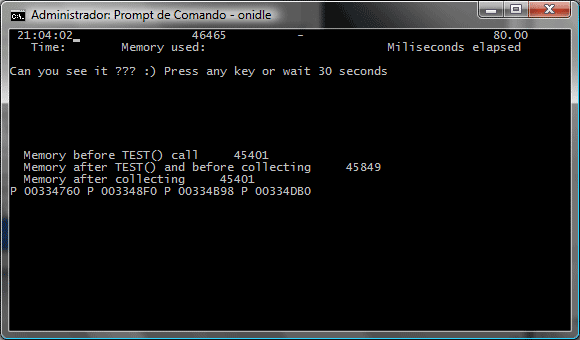 Administrador: Prompt de Comando - onidle
21:04:02 46465 - 80.00
Time: Memory used: Miliseconds elapsed
Can you see it ??? :) Press any key or wait 30 seconds
Memory before TEST() call 45401
Memory after TEST() and before collecting 45849
Memory after collecting 45401
P 00334760 P 003348F0 P 00334B98 P 00334DB0